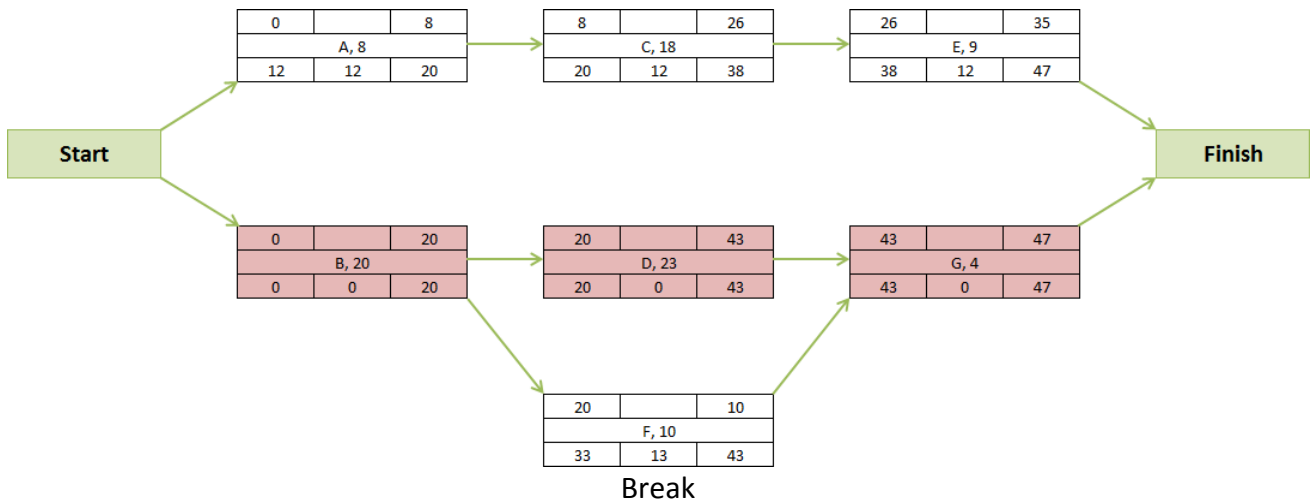 0 8 8 26 26 35
A, 8 C, 18 E, 9
12 12 20 20 12 38 38 12 47
Start Finish
0 20 20 43 43 47
B, 20 D, 23 G, 4
0 0 20 20 0 43 43 0 47
20 10
F, 10
33 13 43
Break